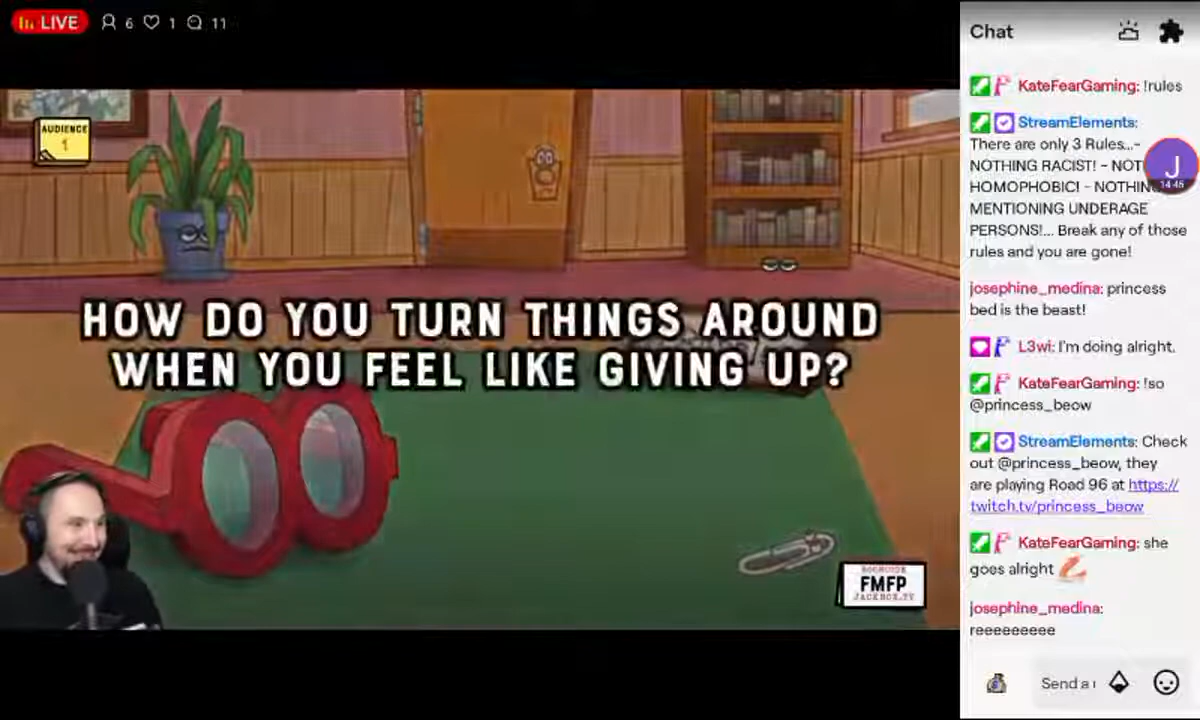 LIVE 6 1 11
AUDIENCE
1
HOW DO YOU TURN THINGS AROUND
WHEN YOU FEEL LIKE GIVING UP?
FMFP
JACKBOX.TV
Chat
KateFearGaming: !rules
StreamElements:
There are only 3 Rules...-
NOTHING RACIST! - NOT
J
14:45
HOMOPHOBIC! - NOTHIN
MENTIONING UNDERAGE
PERSONS!... Break any of those
rules and you are gone!
josephine_medina: princess
bed is the beast!
L3wi: I'm doing alright.
KateFearGaming: !so
@princess_beow
StreamElements: Check
out @princess_beow, they
are playing Road 96 at https://
twitch.tv/princess_beow
KateFearGaming: she
goes alright
josephine_medina:
reeeeeeeee
Send a